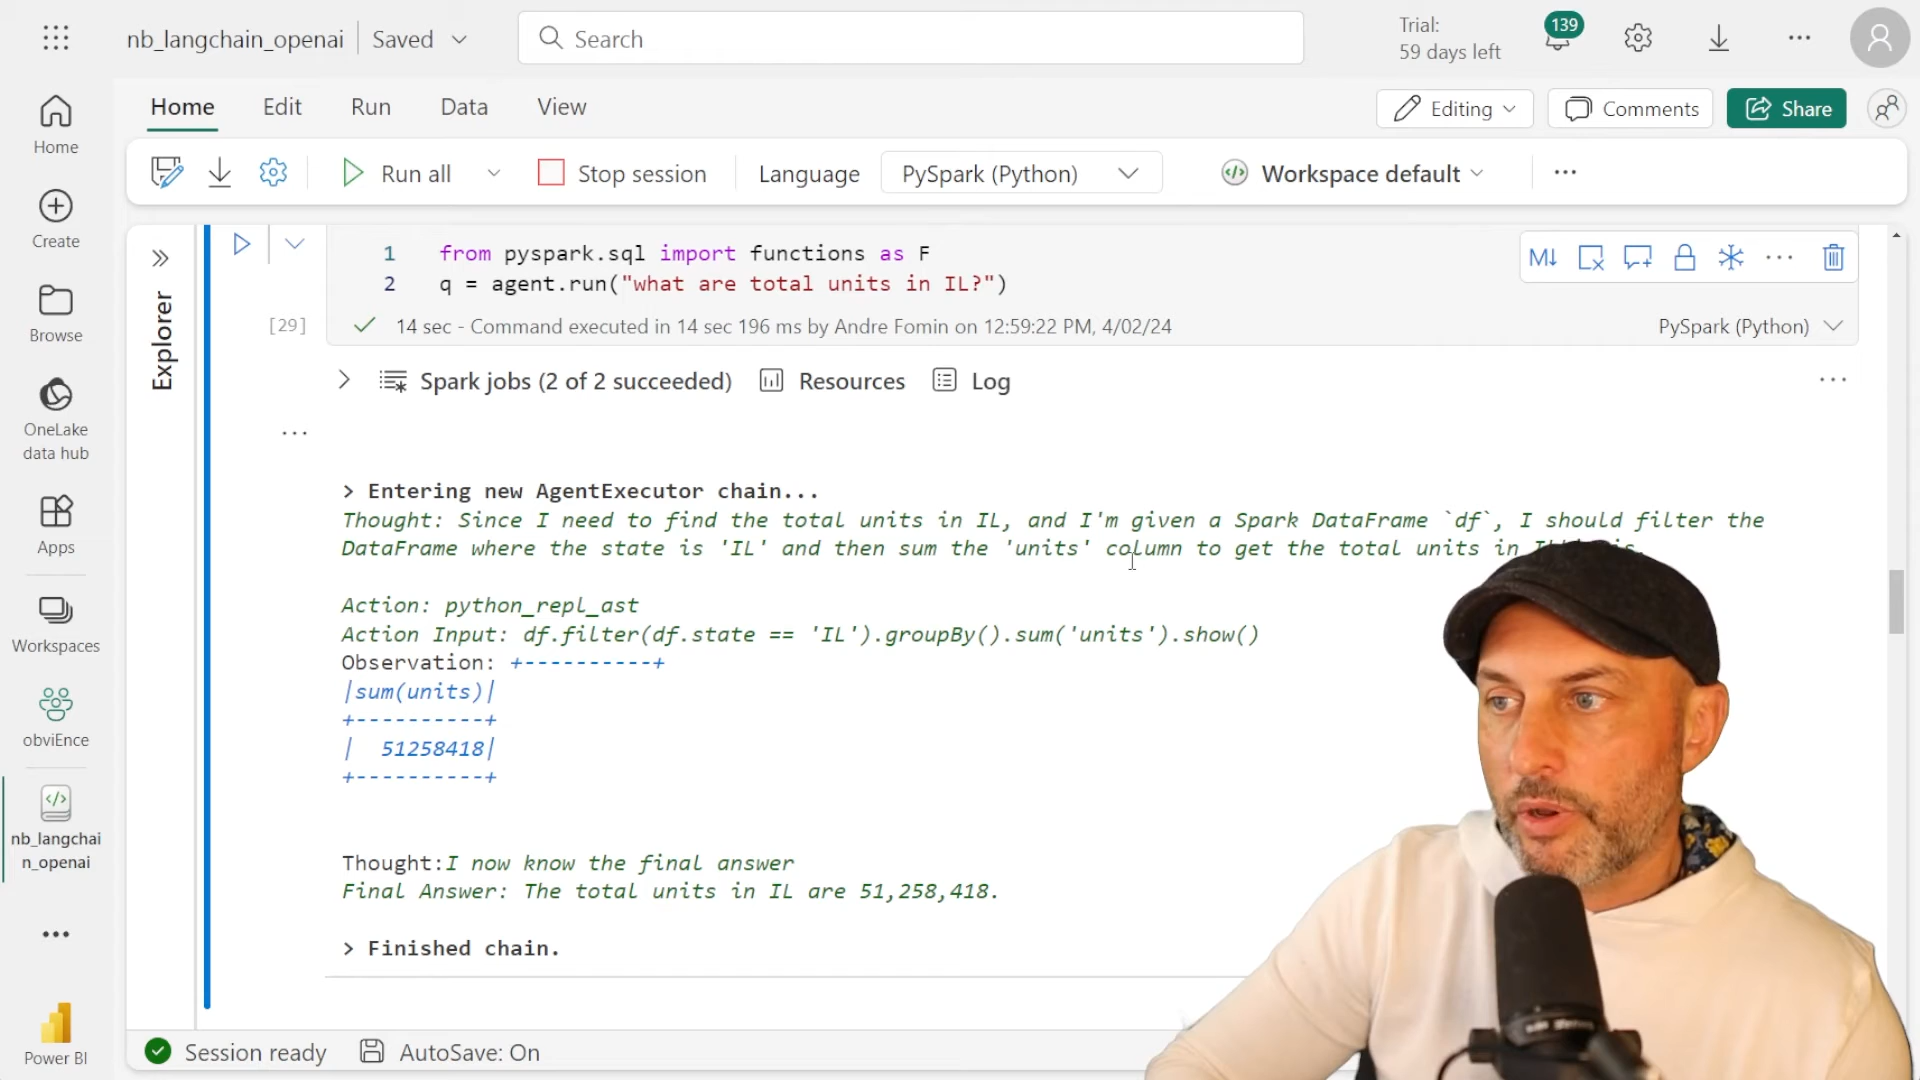 nb_langchain_openai
Saved
Search
Trial:
59 days left
139
Home
Edit
Run
Data
View
Editing
Comments
Share
Run all
Stop session
Language
PySpark (Python)
Workspace default
Home
Create
Browse
OneLake
data hub
Apps
Workspaces
obviEnce
nb_langchai
n_openai
Power BI
Explorer
1 from pyspark.sql import functions as F
2 q = agent.run("what are total units in IL?")
[29]
14 sec - Command executed in 14 sec 196 ms by Andre Fomin on 12:59:22 PM, 4/02/24
PySpark (Python)
M↓
Spark jobs (2 of 2 succeeded)
Resources
Log
> Entering new AgentExecutor chain...
Thought: Since I need to find the total units in IL, and I'm given a Spark DataFrame `df`, I should filter the
DataFrame where the state is 'IL' and then sum the 'units' column to get the total units in
Action: python_repl_ast
Action Input: df.filter(df.state == 'IL').groupBy().sum('units').show()
Observation: +----------+
|sum(units)|
+----------+
|  51258418|
+----------+
Thought:I now know the final answer
Final Answer: The total units in IL are 51,258,418.
> Finished chain.
Session ready
AutoSave: On